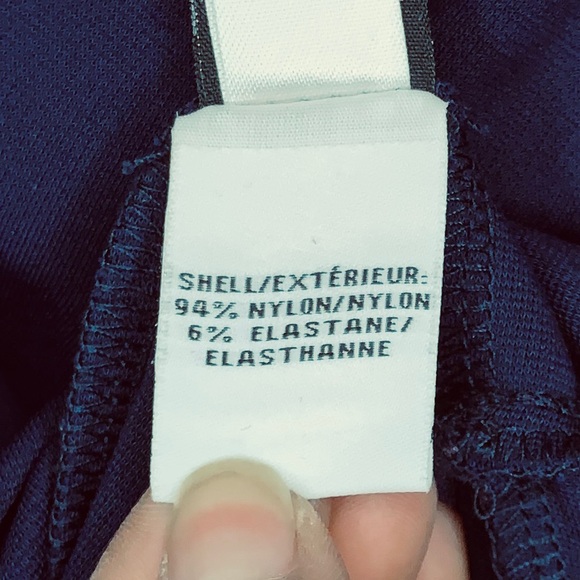 SHELL/EXTÉRIEUR:
94% NYLON/NYLON
6% ELASTANE/
ELASTHANNE